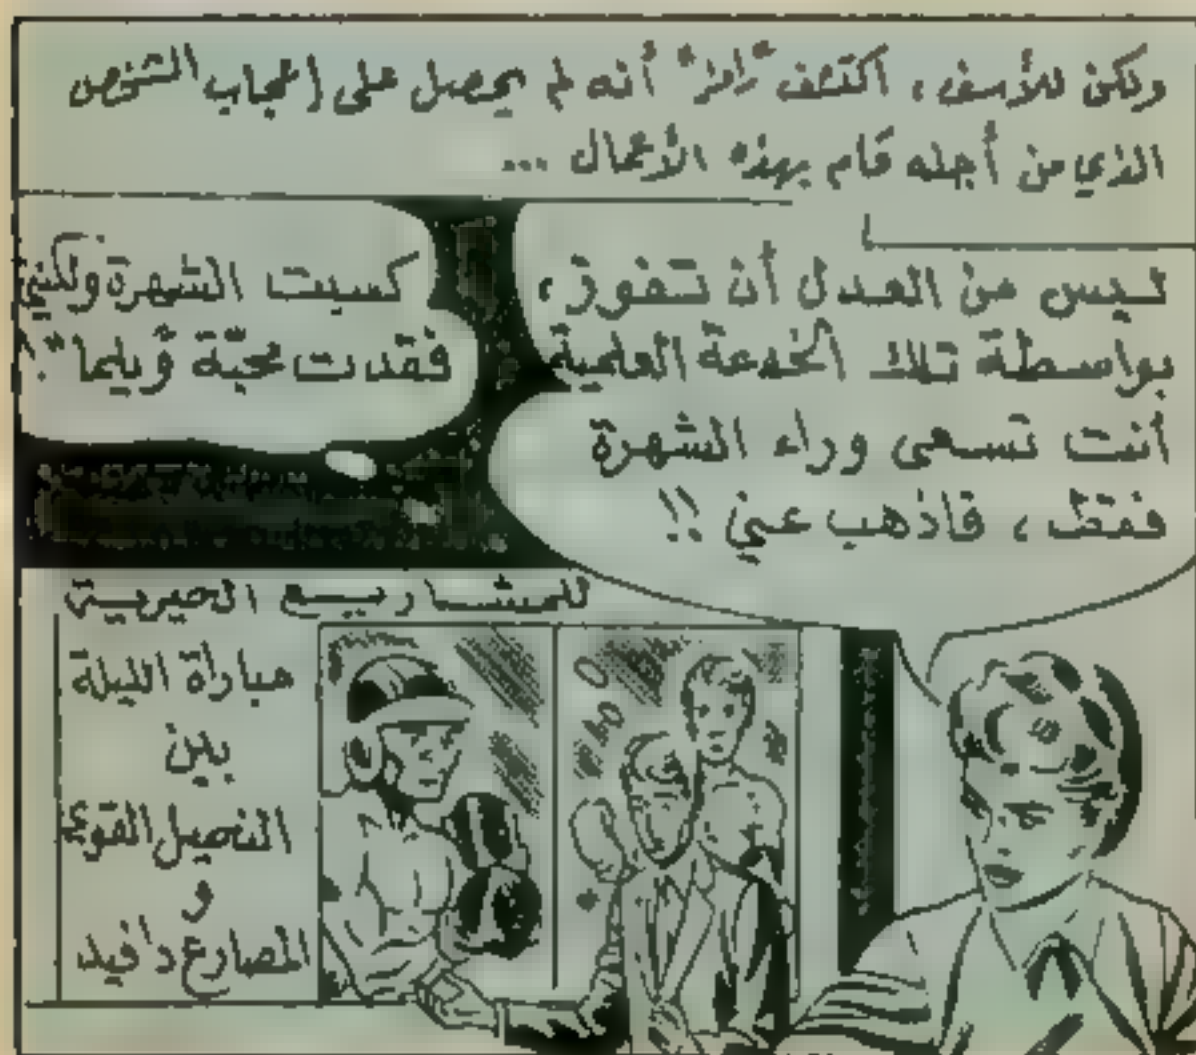 ولكن للأسف، اكتشف "رامز" أنه لم يحصل على إعجاب الشخص
الذي من أجله قام بهذه الأعمال ...
ليس من العدل أن تفوز،
بواسطة تلك الخدعة العلمية
أنت تسعى وراء الشهرة
فقط، فاذهب عني !!
كسبت الشهرة ولكني
فقدت محبة "ويلما"!
للمشاريع الخيرية
مباراة الليلة
بين
النحيل القوي
و
المصارع دافيد